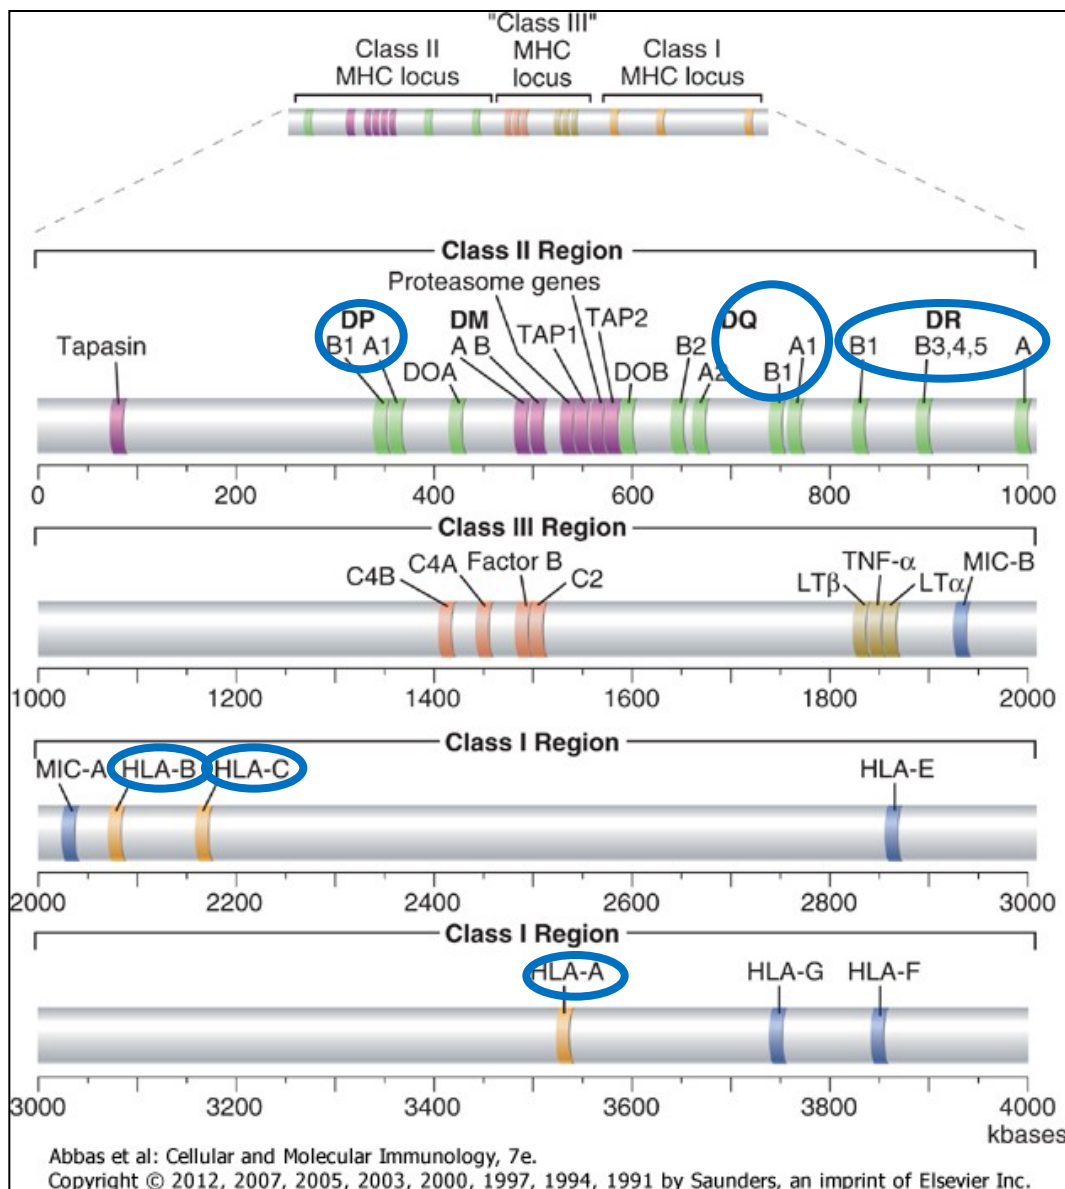 "Class III"
Class II MHC Class I
MHC locus locus MHC locus
Class II Region
Proteasome genes
DP DM TAP2 DQ DR
Tapasin B1 A1 A B TAP1 B2 A1 B1 B3,4,5 A
DOA DOB A2 B1
0 200 400 600 800 1000
Class III Region
C4B C4A Factor B C2 LTβ TNF-α LTα MIC-B
1000 1200 1400 1600 1800 2000
Class I Region
MIC-A HLA-B HLA-C HLA-E
2000 2200 2400 2600 2800 3000
Class I Region
HLA-A HLA-G HLA-F
3000 3200 3400 3600 3800 4000
kbases
Abbas et al: Cellular and Molecular Immunology, 7e.
Copyright © 2012, 2007, 2005, 2003, 2000, 1997, 1994, 1991 by Saunders, an imprint of Elsevier Inc.